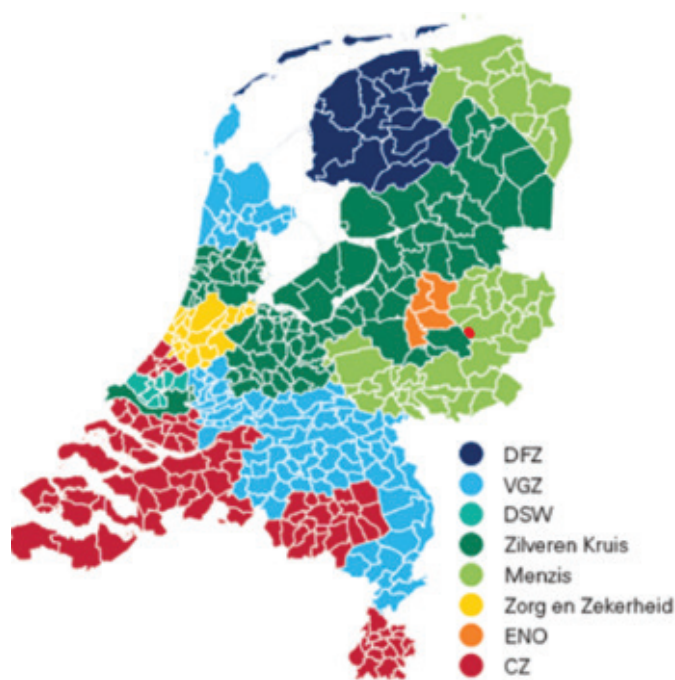 DFZ
VGZ
DSW
Zilveren Kruis
Menzis
Zorg en Zekerheid
ENO
CZ